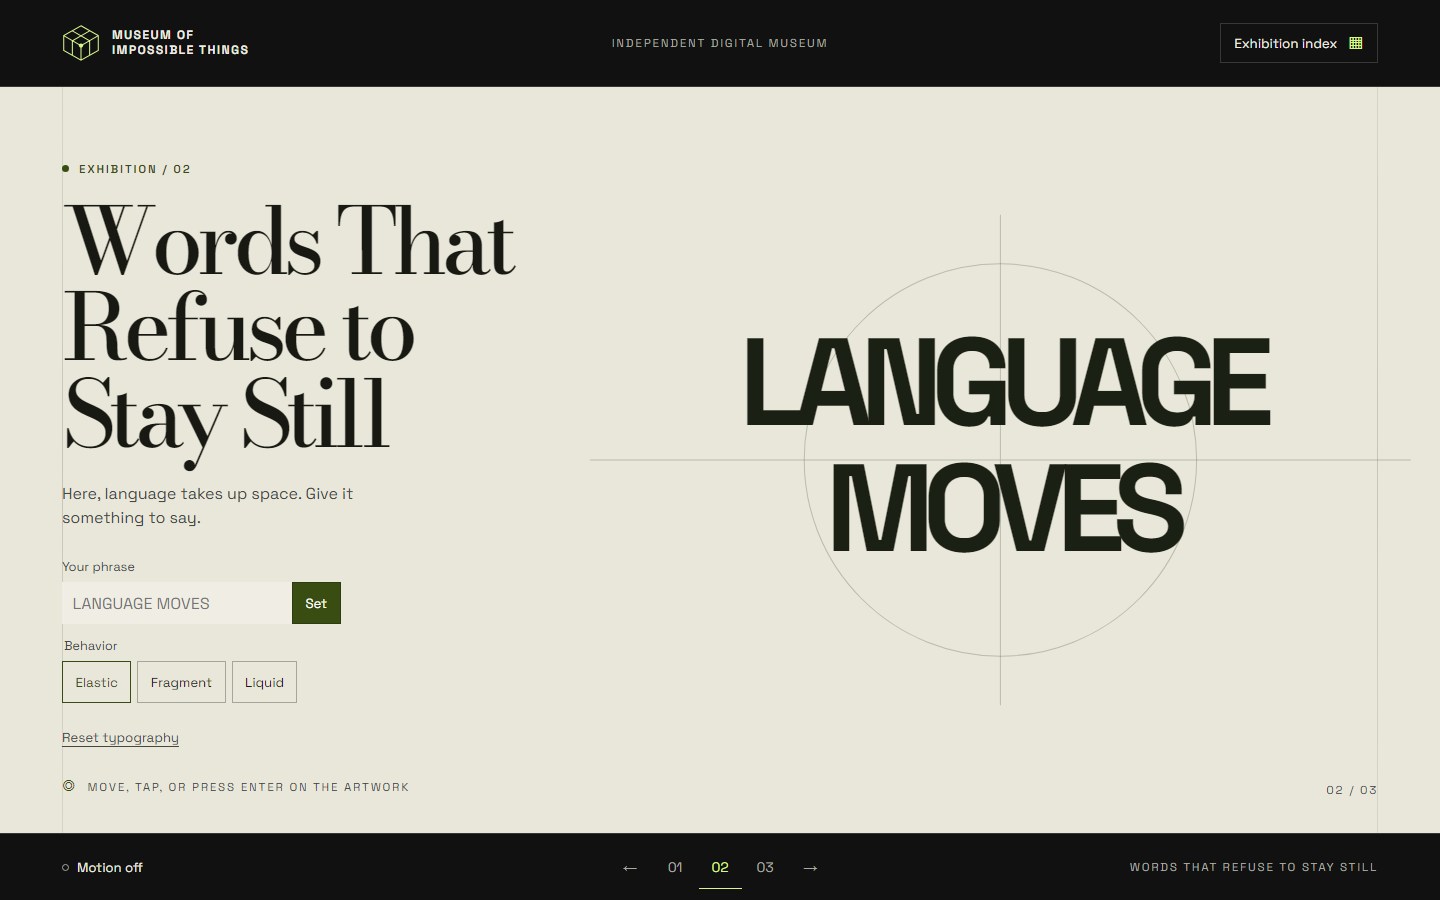 MUSEUM OF
IMPOSSIBLE THINGS
INDEPENDENT DIGITAL MUSEUM
Exhibition index
EXHIBITION / 02
Words That
Refuse to
Stay Still
Here, language takes up space. Give it
something to say.
Your phrase
LANGUAGE MOVES
Set
Behavior
Elastic
Fragment
Liquid
Reset typography
MOVE, TAP, OR PRESS ENTER ON THE ARTWORK
LANGUAGE
MOVES
02 / 03
Motion off
← 01 02 03 →
WORDS THAT REFUSE TO STAY STILL